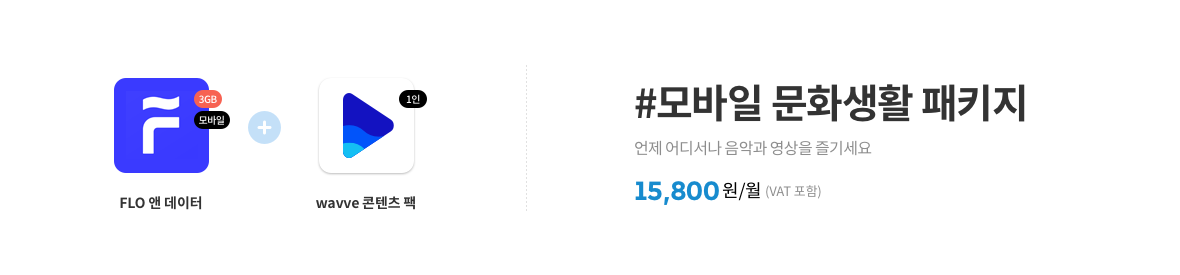 3GB
모바일
FLO 앤 데이터
1인
wavve 콘텐츠 팩
#모바일 문화생활 패키지
언제 어디서나 음악과 영상을 즐기세요
15,800원/월 (VAT 포함)